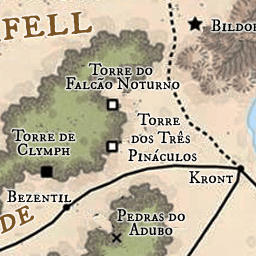 FELL
BILDO
TORRE DO
FALCÃO NOTURNO
TORRE
DOS TRÊS
PINÁCULOS
TORRE DE
CLYMPH
KRONT
BEZENTIL
DE
PEDRAS DO
ADUBO